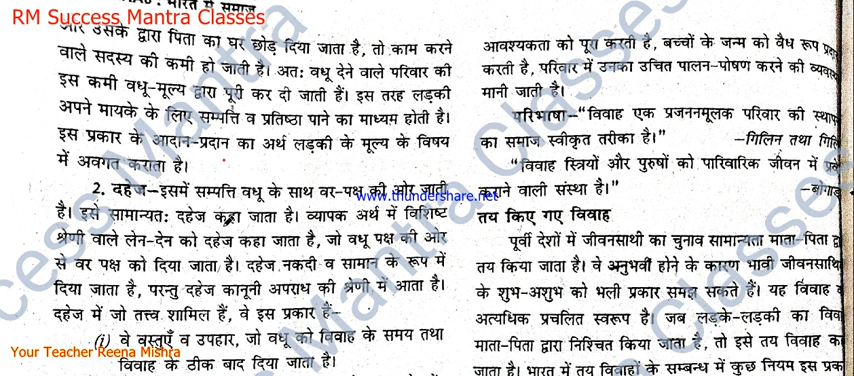 RM Success Mantra Classes
और उसके द्वारा पिता का घर छोड़ दिया जाता है, तो काम करने
वाले सदस्य की कमी हो जाती है। अत: वधू देने वाले परिवार की
इस कमी वधू-मूल्य द्वारा पूरी कर दी जाती हैं। इस तरह लड़की
अपने मायके के लिए सम्पत्ति व प्रतिष्ठा पाने का माध्यम होती है।
इस प्रकार के आदान-प्रदान का अर्थ लड़की के मूल्य के विषय
में अवगत कराता है।
2. दहेज–इसमें सम्पत्ति वधू के साथ वर-पक्ष की ओर जाती
है। इसे सामान्यत: दहेज कहा जाता है। व्यापक अर्थ में विशिष्ट
श्रेणी वाले लेन-देन को दहेज कहा जाता है, जो वधू पक्ष की ओर
से वर पक्ष को दिया जाता है। दहेज नकदी व सामान के रूप में
दिया जाता है, परन्तु दहेज कानूनी अपराध की श्रेणी में आता है।
दहेज में जो तत्त्व शामिल हैं, वे इस प्रकार हैं–
(i) वे वस्तुएँ व उपहार, जो वधू को विवाह के समय तथा
विवाह के ठीक बाद दिया जाता है।
Your Teacher Reena Mishra
www.thundershare.net
आवश्यकता को पूरा करती है, बच्चों के जन्म को वैध रूप
करती है, परिवार में उनका उचित पालन-पोषण करने की
मानी जाती है।
परिभाषा–"विवाह एक प्रजननमूलक परिवार की
का समाज स्वीकृत तरीका है।" –गिलिन तथा
"विवाह स्त्रियों और पुरुषों को पारिवारिक जीवन में
कराने वाली संस्था है।"
तय किए गए विवाह
पूर्वी देशों में जीवनसाथी का चुनाव सामान्यता माता-पिता
तय किया जाता है। वे अनुभवी होने के कारण भावी
के शुभ-अशुभ को भली प्रकार समझ सकते हैं। यह विवाह
अत्यधिक प्रचलित स्वरूप है। जब लड़के-लड़की का
माता-पिता द्वारा निश्चित किया जाता है, तो इसे तय विवाह
जाता है। भारत में तय विवाहों के सम्बन्ध में कुछ नियम इस